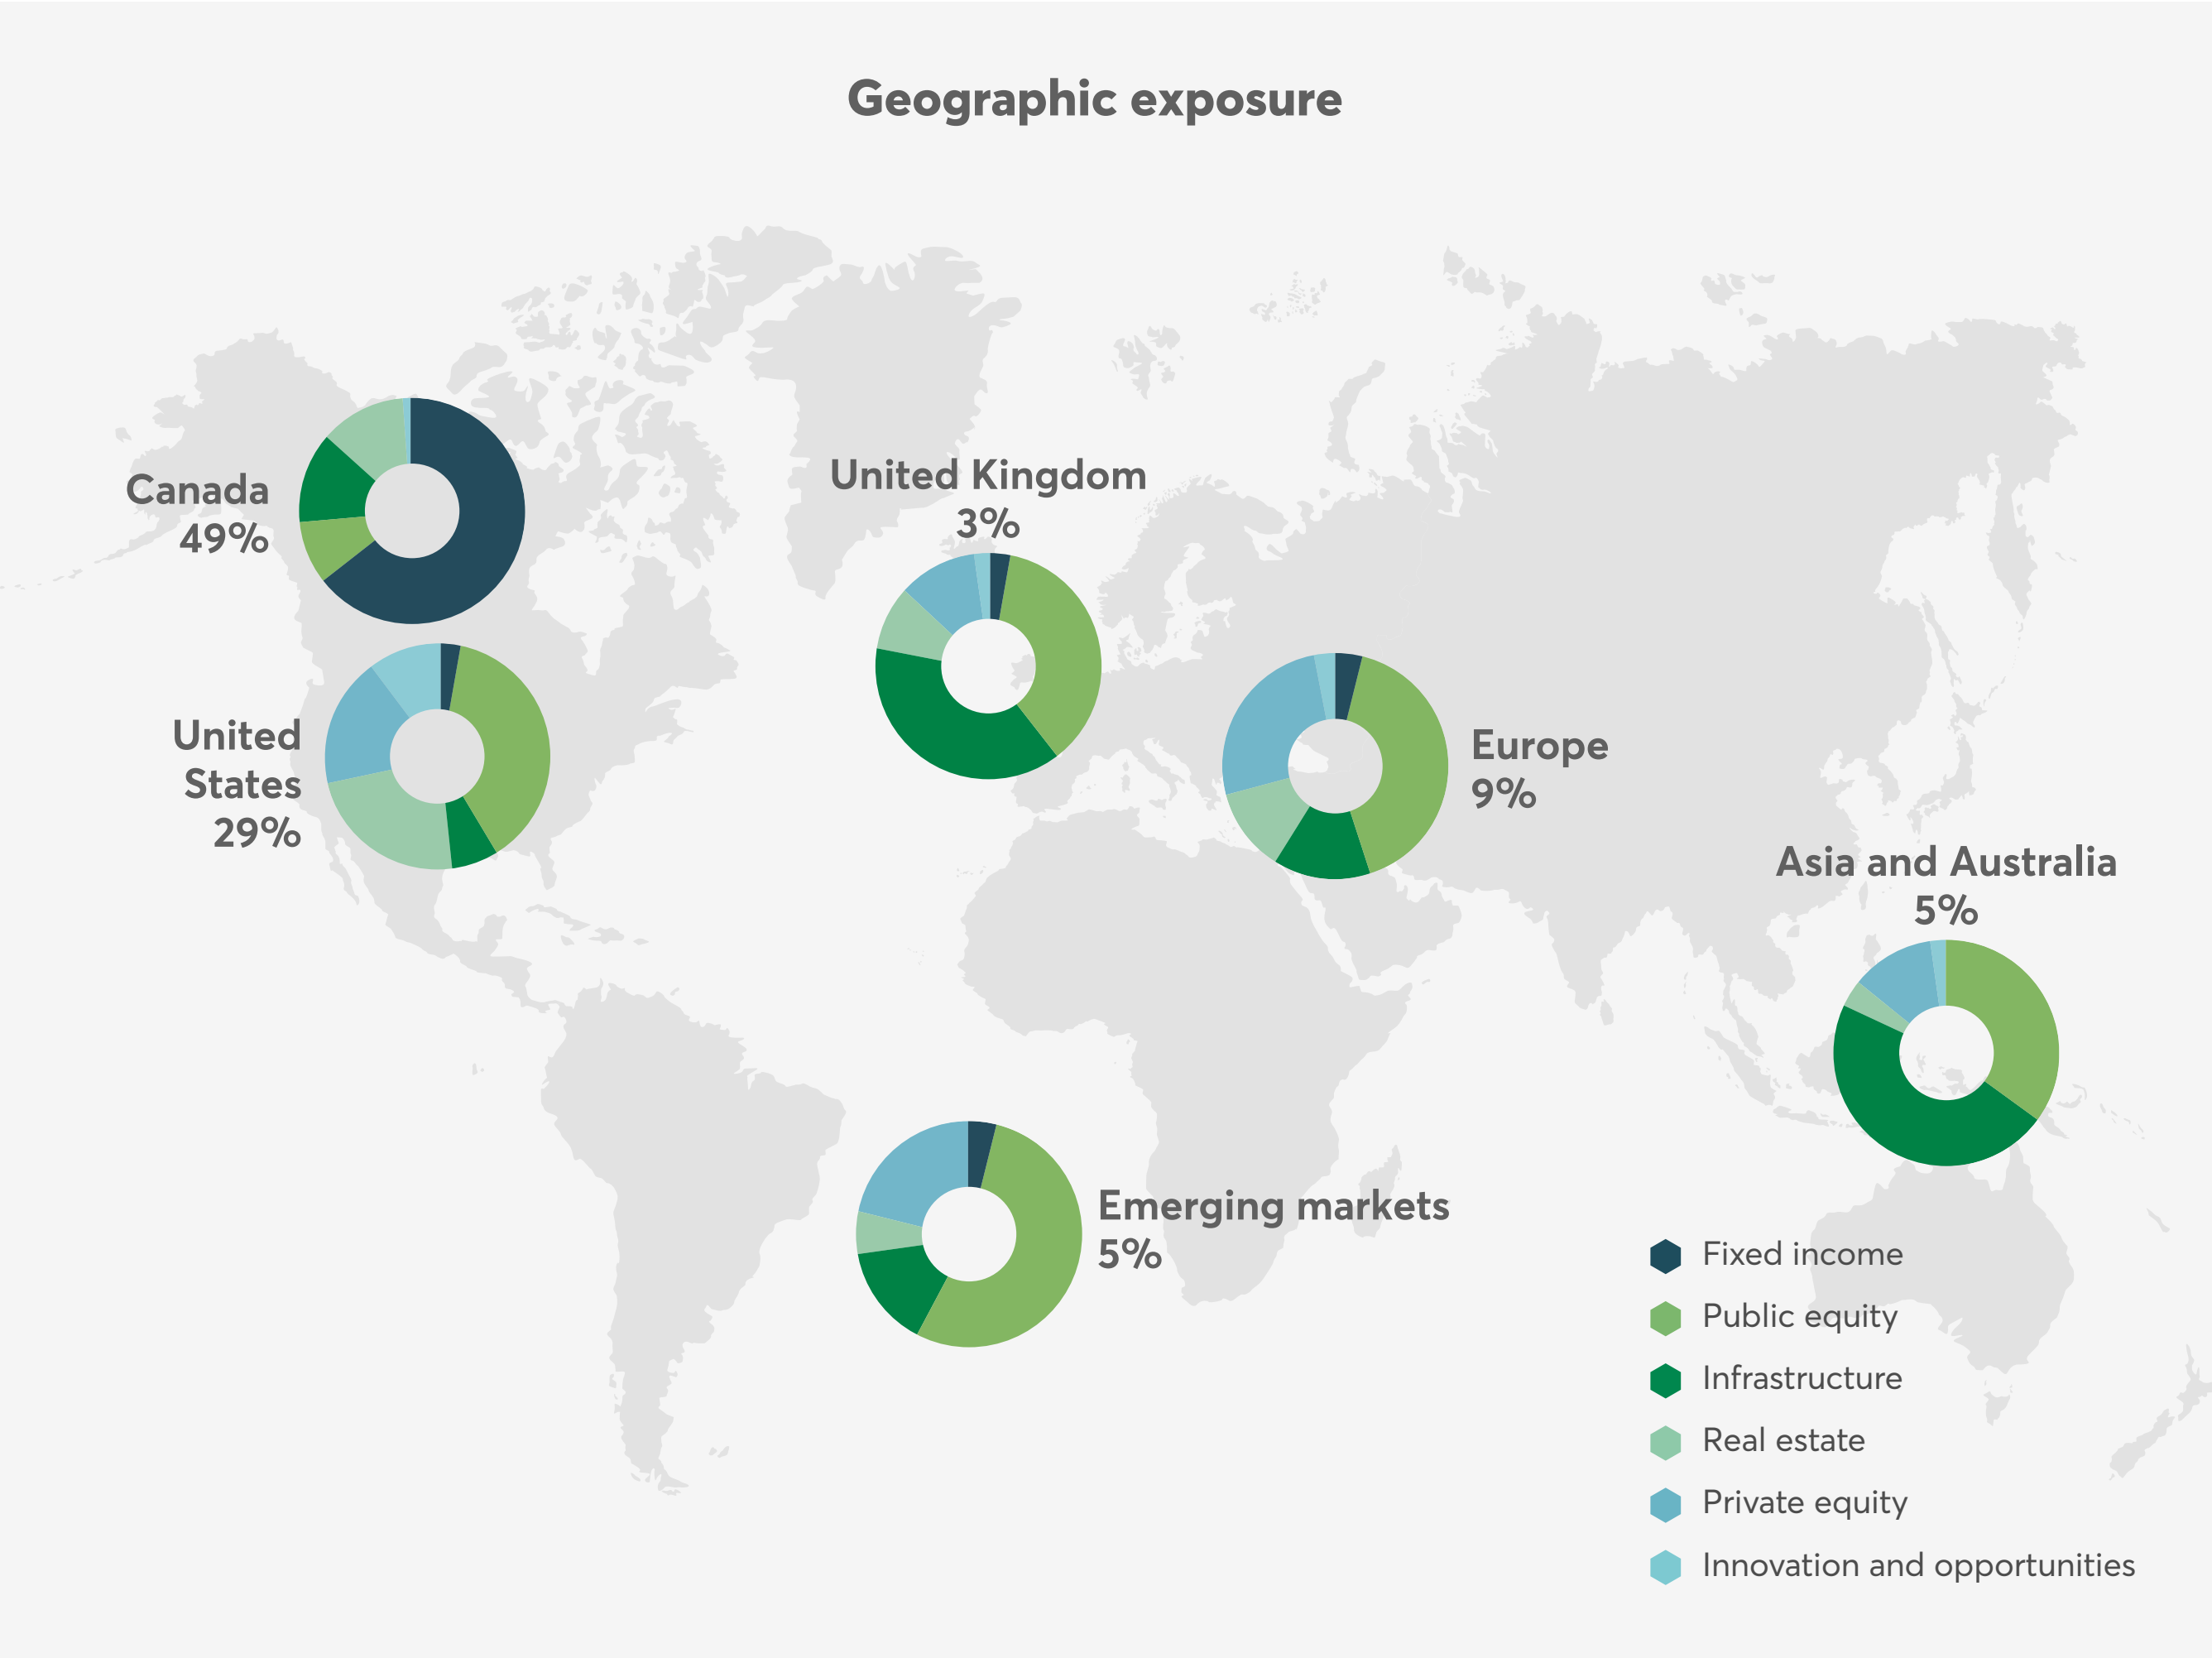 Geographic exposure
Canada
49%
United Kingdom
3%
United
States
29%
Europe
9%
Asia and Australia
5%
Emerging markets
5%
Fixed income
Public equity
Infrastructure
Real estate
Private equity
Innovation and opportunities